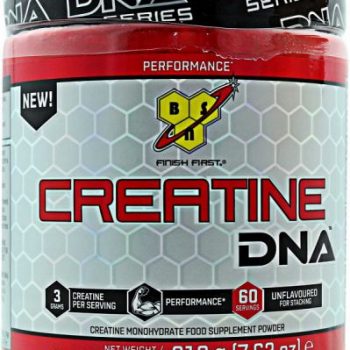 DNA DNA
SERIES
PERFORMANCE
NEW!
BSN
FINISH FIRST.®
CREATINE
DNA™
3 GRAMS
CREATINE
PER SERVING
PERFORMANCE*
60 SERVINGS
UNFLAVOURED
FOR STACKING
CREATINE MONOHYDRATE FOOD SUPPLEMENT POWDER